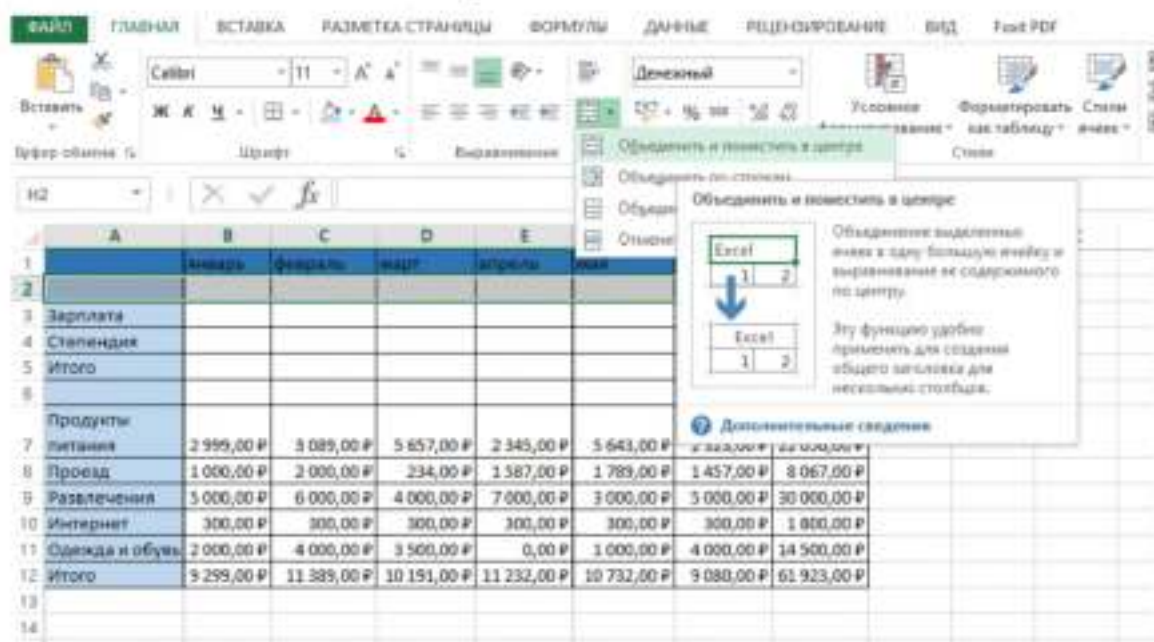 ФАЙЛ ГЛАВНАЯ ВСТАВКА РАЗМЕТКА СТРАНИЦЫ ФОРМУЛЫ ДАННЫЕ РЕЦЕНЗИРОВАНИЕ ВИД Foxit PDF
Calibri 11 Денежный
Вставить Ж К Ч % Условное Форматировать Стили
как таблицу ячеек
Буфер обмена Шрифт Выравнивание Стили
Объединить и поместить в центре
Объединить по строкам
H2 fx
Объедин
Отмене
Объединить и поместить в центре
Объединение выделенных
ячеек в одну большую ячейку и
выравнивание ее содержимого
по центру.
Эту функцию удобно
применять для создания
общего заголовка для
нескольких столбцов.
Excel
1 2
Excel
1 2
Дополнительные сведения
A B C D E
1 январь февраль март апрель май
2
3 Зарплата
4 Стипендия
5 Итого
6
Продукты
7 питания 2 999,00 ₽ 3 089,00 ₽ 5 657,00 ₽ 2 345,00 ₽ 5 643,00 ₽
8 Проезд 1 000,00 ₽ 2 000,00 ₽ 234,00 ₽ 1 587,00 ₽ 1 789,00 ₽ 1 457,00 ₽ 8 067,00 ₽
9 Развлечения 5 000,00 ₽ 6 000,00 ₽ 4 000,00 ₽ 7 000,00 ₽ 3 000,00 ₽ 5 000,00 ₽ 30 000,00 ₽
10 Интернет 300,00 ₽ 300,00 ₽ 300,00 ₽ 300,00 ₽ 300,00 ₽ 300,00 ₽ 1 800,00 ₽
11 Одежда и обувь 2 000,00 ₽ 4 000,00 ₽ 3 500,00 ₽ 0,00 ₽ 1 000,00 ₽ 4 000,00 ₽ 14 500,00 ₽
12 Итого 9 299,00 ₽ 11 389,00 ₽ 10 191,00 ₽ 11 232,00 ₽ 10 732,00 ₽ 9 080,00 ₽ 61 923,00 ₽
13
14